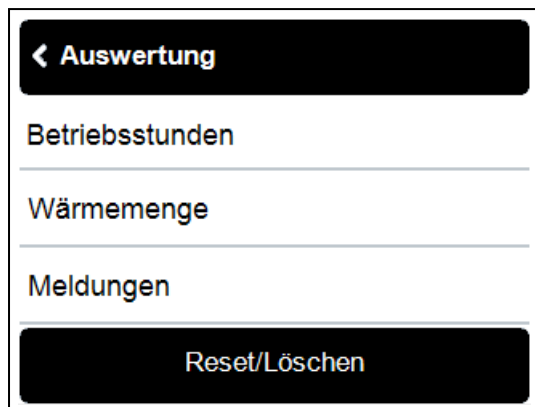 Auswertung
Betriebsstunden
Wärmemenge
Meldungen
Reset/Löschen